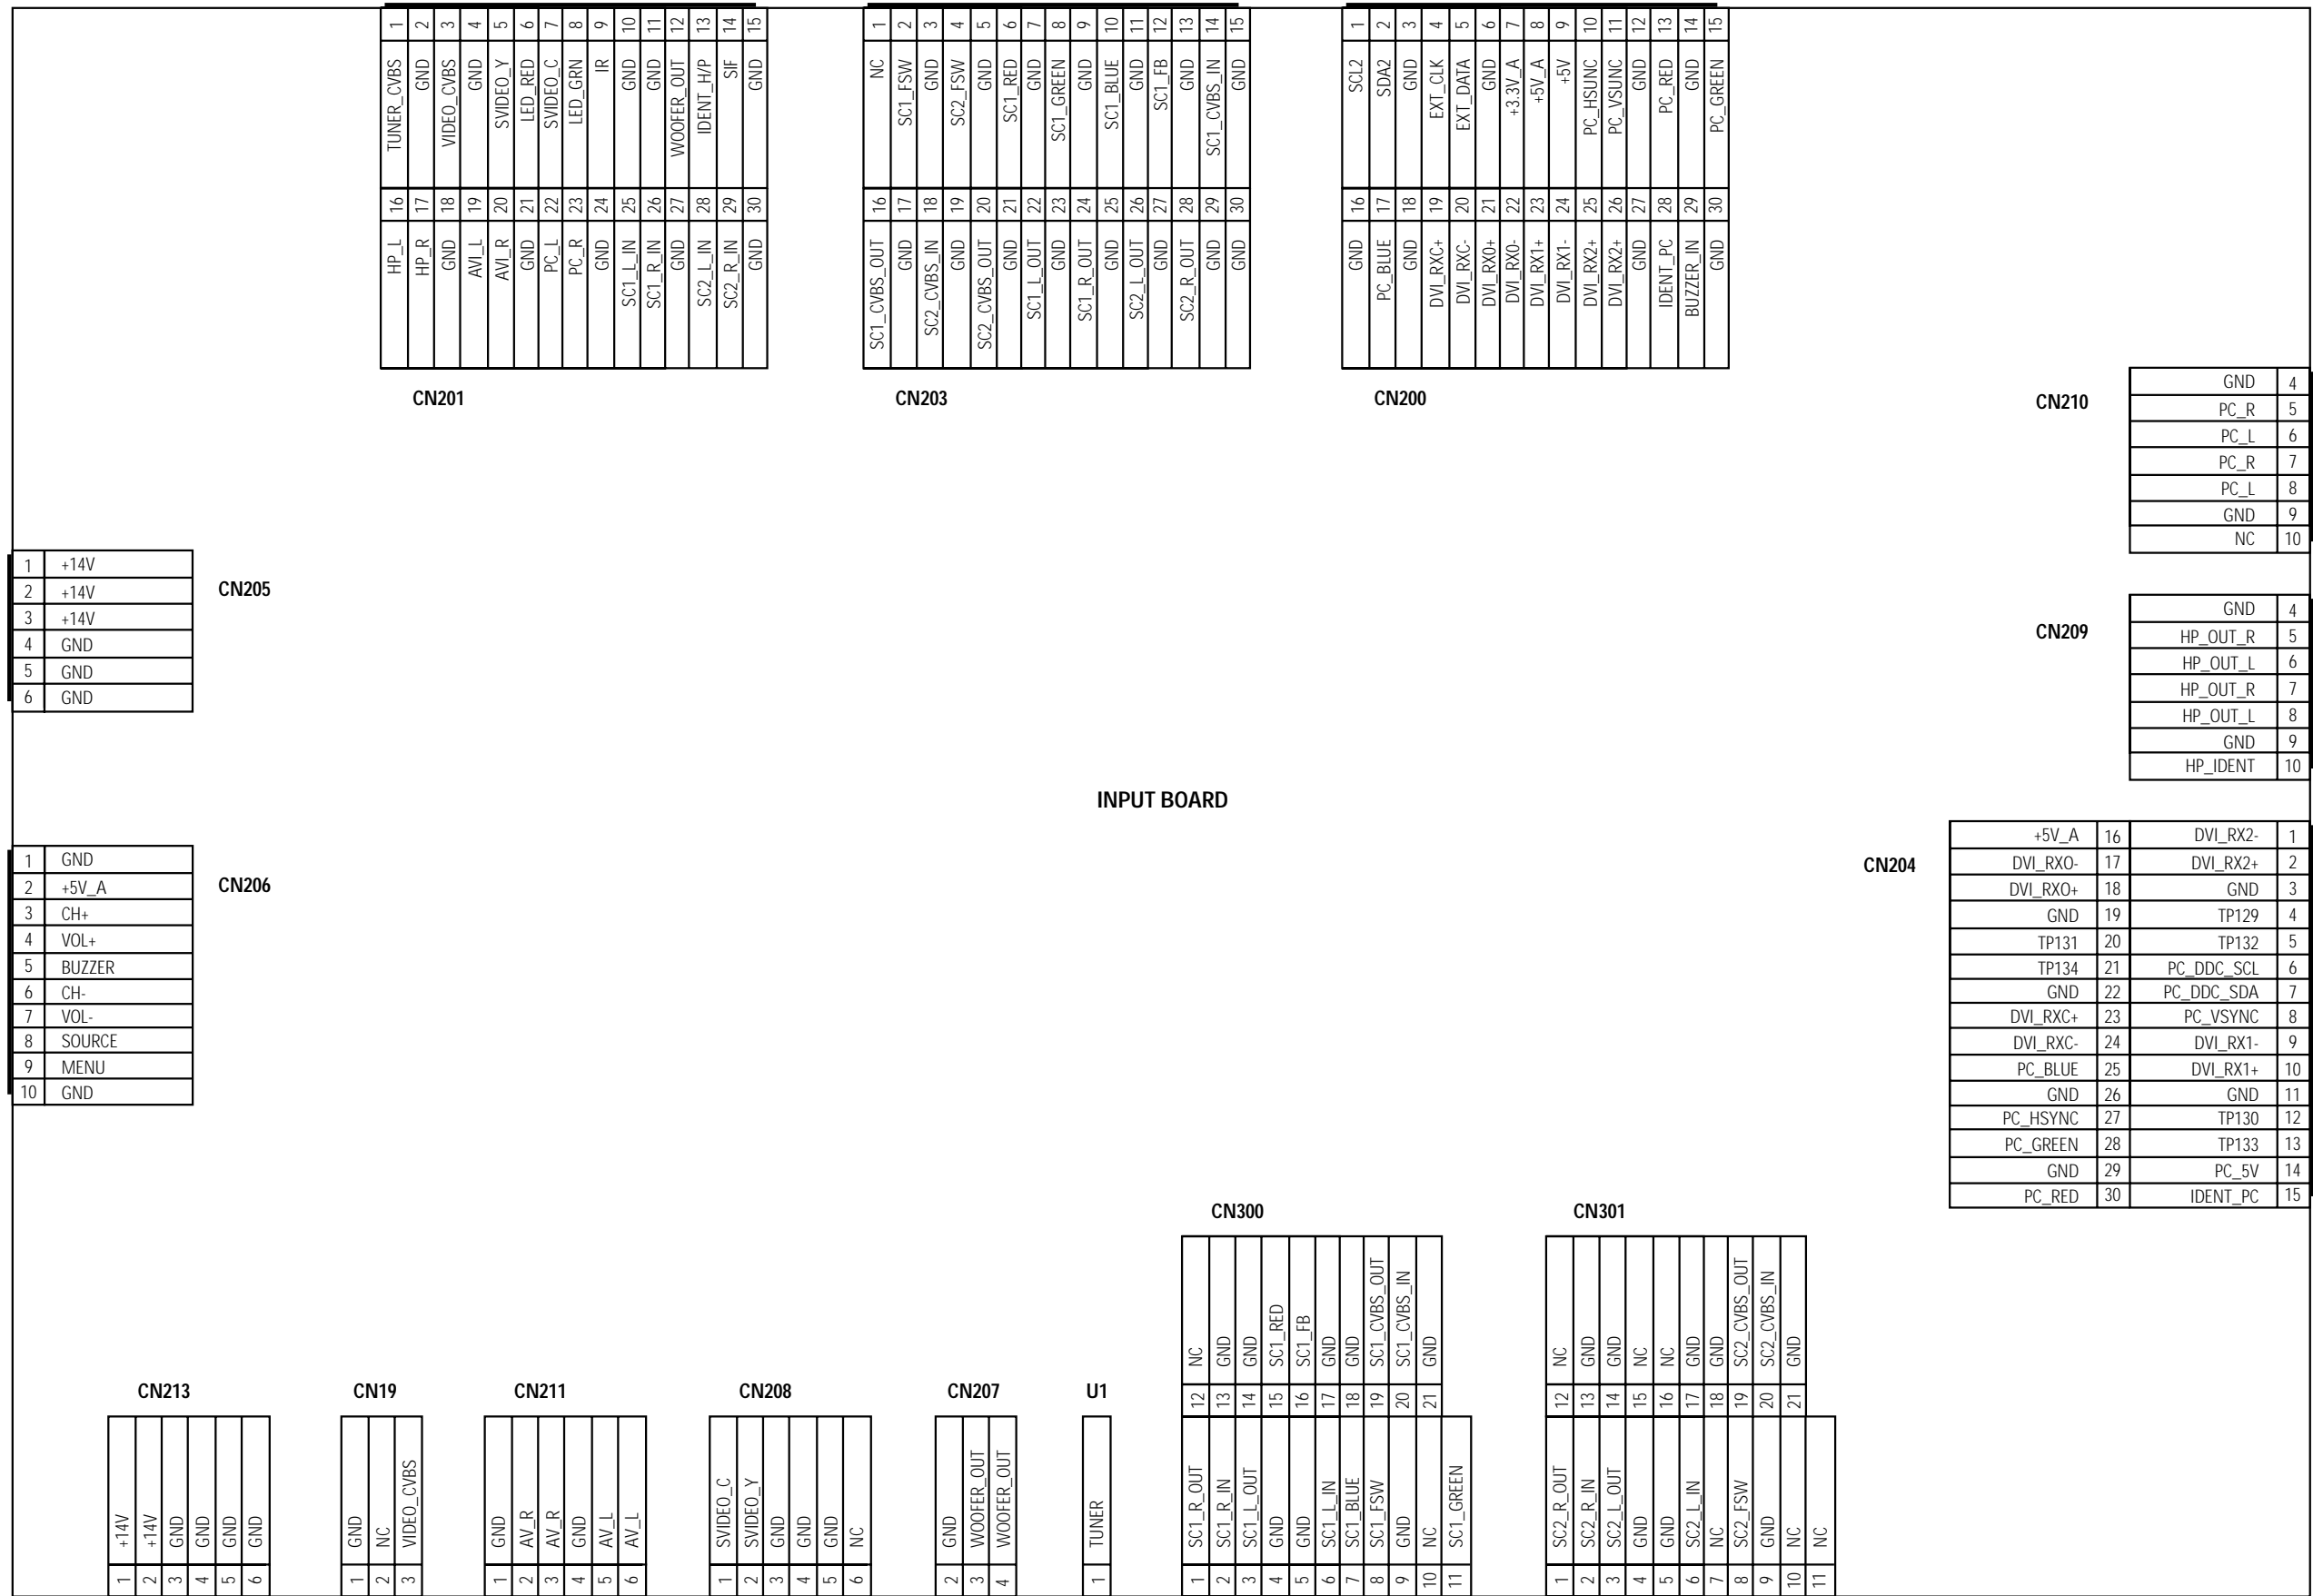 1 TUNER_CVBS
2 GND
3 VIDEO_CVBS
4 GND
5 SVIDEO_Y
6 LED_RED
7 SVIDEO_C
8 LED_GRN
9 IR
10 GND
11 GND
12 WOOFER_OUT
13 IDENT_H/P
14 SIF
15 GND
16 HP_L
17 HP_R
18 GND
19 AVI_L
20 AVI_R
21 GND
22 PC_L
23 PC_R
24 GND
25 SC1_L_IN
26 SC1_R_IN
27 GND
28 SC2_L_IN
29 SC2_R_IN
30 GND
CN201
1 NC
2 SC1_FSW
3 GND
4 SC2_FSW
5 GND
6 SC1_RED
7 GND
8 SC1_GREEN
9 GND
10 SC1_BLUE
11 GND
12 SC1_FB
13 GND
14 SC1_CVBS_IN
15 GND
16 SC1_CVBS_OUT
17 GND
18 SC2_CVBS_IN
19 GND
20 SC2_CVBS_OUT
21 GND
22 SC1_L_OUT
23 GND
24 SC1_R_OUT
25 GND
26 SC2_L_OUT
27 GND
28 SC2_R_OUT
29 GND
30 GND
CN203
1 SCL2
2 SDA2
3 GND
4 EXT_CLK
5 EXT_DATA
6 GND
7 +3.3V_A
8 +5V_A
9 +5V
10 PC_HSUNC
11 PC_VSUNC
12 GND
13 PC_RED
14 GND
15 PC_GREEN
16 GND
17 PC_BLUE
18 GND
19 DVI_RXC+
20 DVI_RXC-
21 DVI_RX0+
22 DVI_RX0-
23 DVI_RX1+
24 DVI_RX1-
25 DVI_RX2+
26 DVI_RX2+
27 GND
28 IDENT_PC
29 BUZZER_IN
30 GND
CN200
CN210
GND 4
PC_R 5
PC_L 6
PC_R 7
PC_L 8
GND 9
NC 10
1 +14V
2 +14V
3 +14V
4 GND
5 GND
6 GND
CN205
CN209
GND 4
HP_OUT_R 5
HP_OUT_L 6
HP_OUT_R 7
HP_OUT_L 8
GND 9
HP_IDENT 10
INPUT BOARD
1 GND
2 +5V_A
3 CH+
4 VOL+
5 BUZZER
6 CH-
7 VOL-
8 SOURCE
9 MENU
10 GND
CN206
CN204
+5V_A 16 DVI_RX2- 1
DVI_RXO- 17 DVI_RX2+ 2
DVI_RXO+ 18 GND 3
GND 19 TP129 4
TP131 20 TP132 5
TP134 21 PC_DDC_SCL 6
GND 22 PC_DDC_SDA 7
DVI_RXC+ 23 PC_VSYNC 8
DVI_RXC- 24 DVI_RX1- 9
PC_BLUE 25 DVI_RX1+ 10
GND 26 GND 11
PC_HSYNC 27 TP130 12
PC_GREEN 28 TP133 13
GND 29 PC_5V 14
PC_RED 30 IDENT_PC 15
CN213
1 +14V
2 +14V
3 GND
4 GND
5 GND
6 GND
CN19
1 GND
2 NC
3 VIDEO_CVBS
CN211
1 GND
2 AV_R
3 AV_R
4 GND
5 AV_L
6 AV_L
CN208
1 SVIDEO_C
2 SVIDEO_Y
3 GND
4 GND
5 GND
6 NC
CN207
2 GND
3 WOOFER_OUT
4 WOOFER_OUT
U1
1 TUNER
CN300
12 NC
13 GND
14 GND
15 SC1_RED
16 SC1_FB
17 GND
18 GND
19 SC1_CVBS_OUT
20 SC1_CVBS_IN
21 GND
1 SC1_R_OUT
2 SC1_R_IN
3 SC1_L_OUT
4 GND
5 GND
6 SC1_L_IN
7 SC1_BLUE
8 SC1_FSW
9 GND
10 NC
11 SC1_GREEN
CN301
12 NC
13 GND
14 GND
15 NC
16 NC
17 GND
18 GND
19 SC2_CVBS_OUT
20 SC2_CVBS_IN
21 GND
1 SC2_R_OUT
2 SC2_R_IN
3 SC2_L_OUT
4 GND
5 GND
6 SC2_L_IN
7 NC
8 SC2_FSW
9 GND
10 NC
11 NC